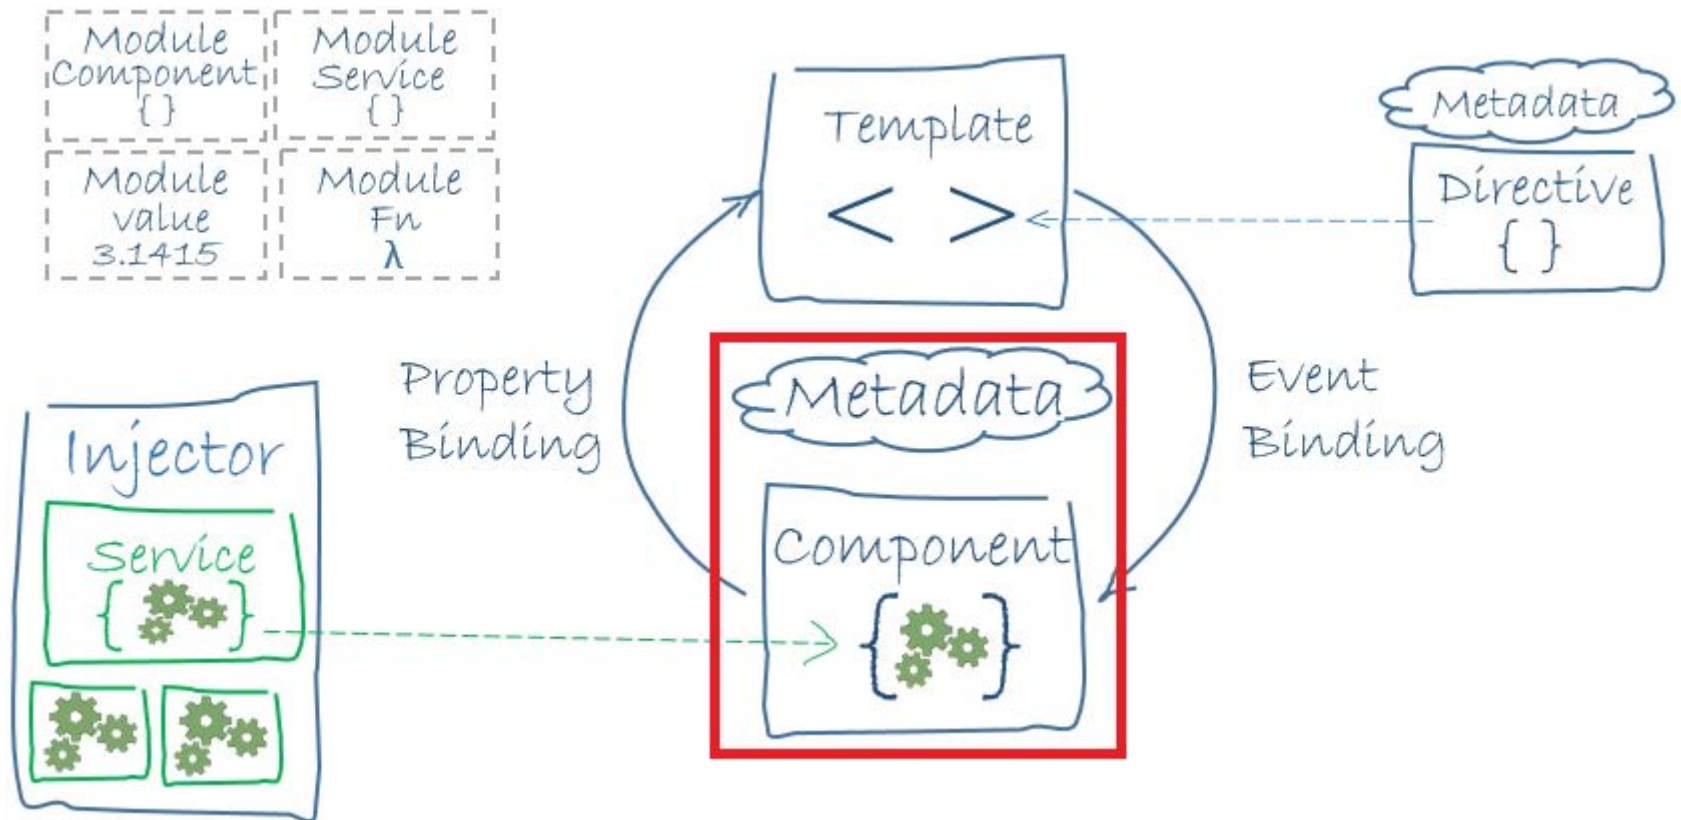 Module
Component
{ }
Module
Service
{ }
Module
value
3.1415
Module
Fn
λ
Template
< >
Metadata
Directive
{ }
Property
Binding
Metadata
Event
Binding
Injector
Service
{ }
Component
{ }